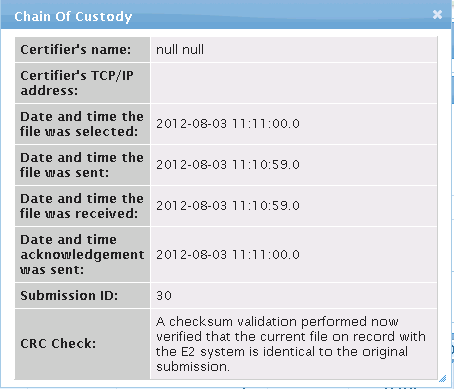 Chain Of Custody
Certifier's name: null null
Certifier's TCP/IP
address:
Date and time the
file was selected: 2012-08-03 11:11:00.0
Date and time the
file was sent: 2012-08-03 11:10:59.0
Date and time the
file was received: 2012-08-03 11:10:59.0
Date and time
acknowledgement
was sent: 2012-08-03 11:11:00.0
Submission ID: 30
CRC Check: A checksum validation performed now
verified that the current file on record with
the E2 system is identical to the original
submission.